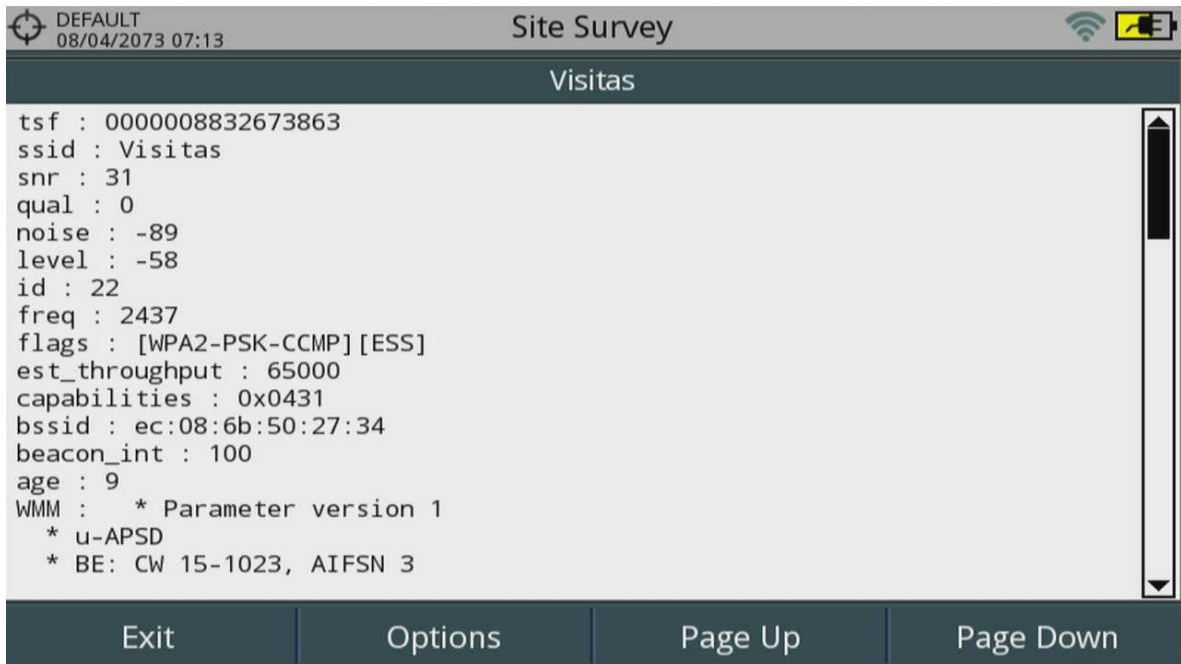 DEFAULT
08/04/2073 07:13
Site Survey
Visitas
tsf : 0000008832673863
ssid : Visitas
snr : 31
qual : 0
noise : -89
level : -58
id : 22
freq : 2437
flags : [WPA2-PSK-CCMP][ESS]
est_throughput : 65000
capabilities : 0x0431
bssid : ec:08:6b:50:27:34
beacon_int : 100
age : 9
WMM :   * Parameter version 1
* u-APSD
* BE: CW 15-1023, AIFSN 3
Exit Options Page Up Page Down